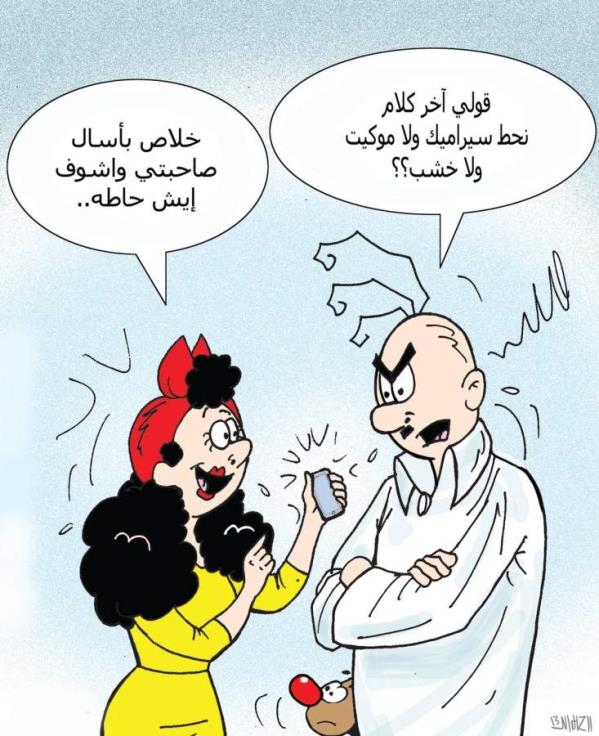 قولي آخر كلام
نحط سيراميك ولا موكيت
ولا خشب؟؟
خلاص بأسال
صاحبتي واشوف
إيش حاطه..